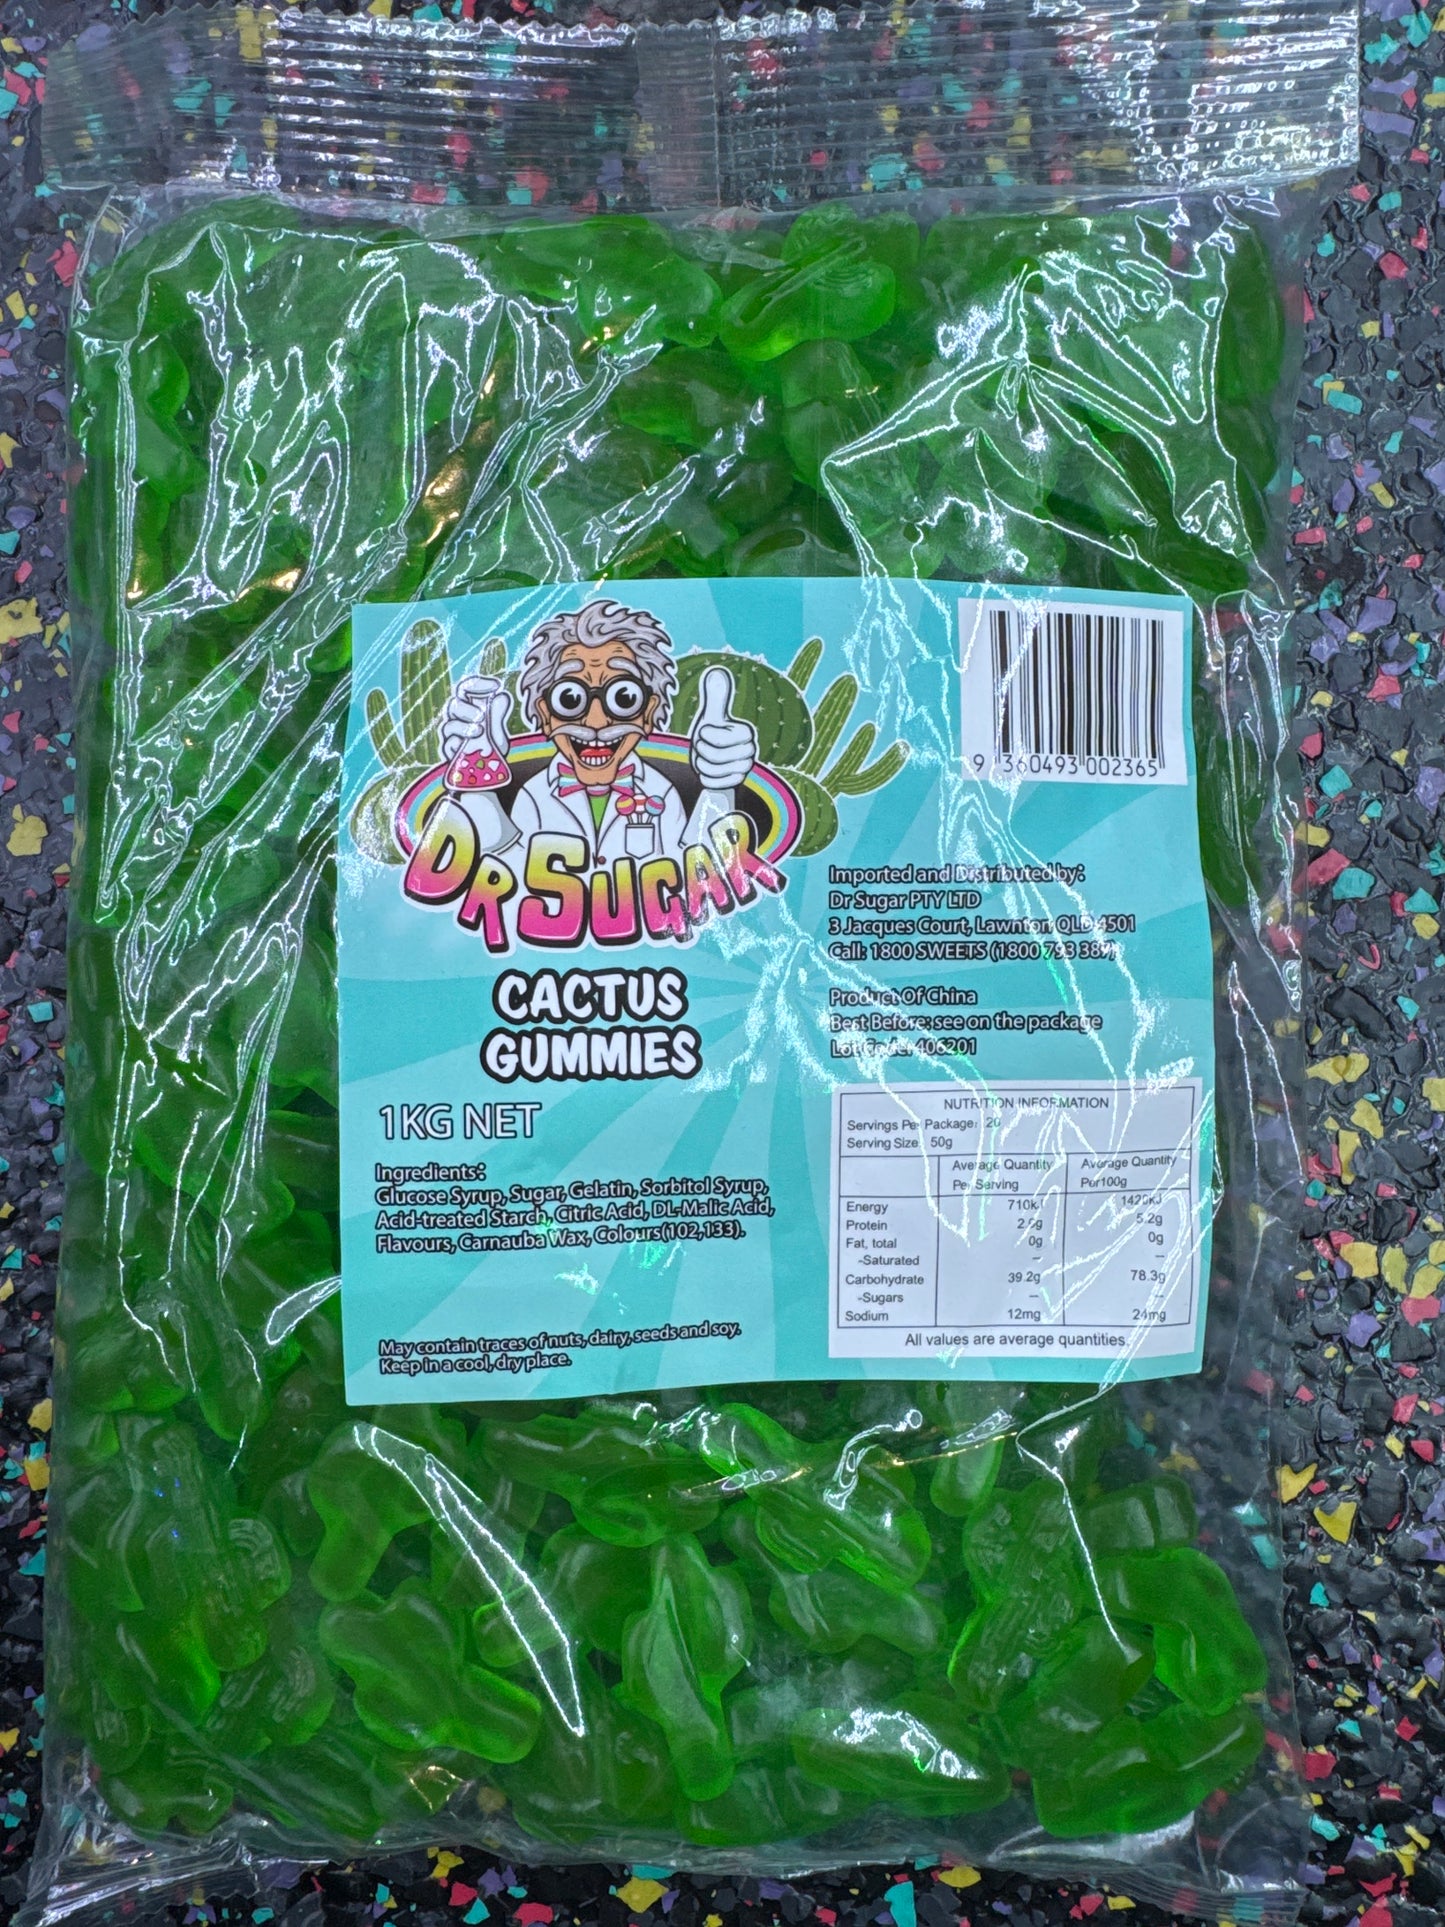 DR SUGAR
CACTUS
GUMMIES
1KG NET
Ingredients:
Glucose Syrup, Sugar, Gelatin, Sorbitol Syrup,
Acid-treated Starch, Citric Acid, DL-Malic Acid,
Flavours, Carnauba Wax, Colours(102,133).
May contain traces of nuts, dairy, seeds and soy.
Keep in a cool, dry place.
9 360493 002365
Imported and Distributed by:
Dr Sugar PTY LTD
3 Jacques Court, Lawnton QLD 4501
Call: 1800 SWEETS (1800 793 387)
Product Of China
Best Before: see on the package
Lot Code: 406201
NUTRITION INFORMATION
Servings Per Package: 20
Serving Size: 50g
Average Quantity Average Quantity
Per Serving Per100g
Energy 710kJ 1420kJ
Protein 5.2g
Fat, total 0g 0g
-Saturated – –
Carbohydrate 39.2g 78.3g
-Sugars – –
Sodium 12mg 24mg
All values are average quantities.